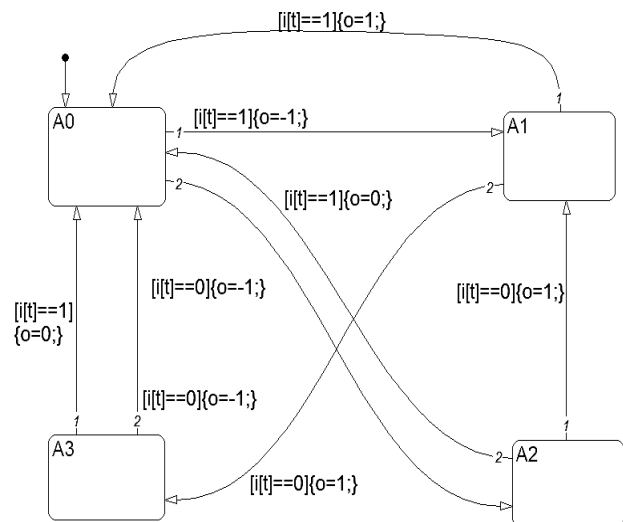 [i[t]==1]{o=1;}
1
A0
1
[i[t]==1]{o=-1;}
A1
2
2
[i[t]==1]{o=0;}
[i[t]==0]{o=-1;}
[i[t]==0]{o=1;}
[i[t]==1]
{o=0;}
[i[t]==0]{o=-1;}
1
2
1
A3
2
A2
[i[t]==0]{o=1;}